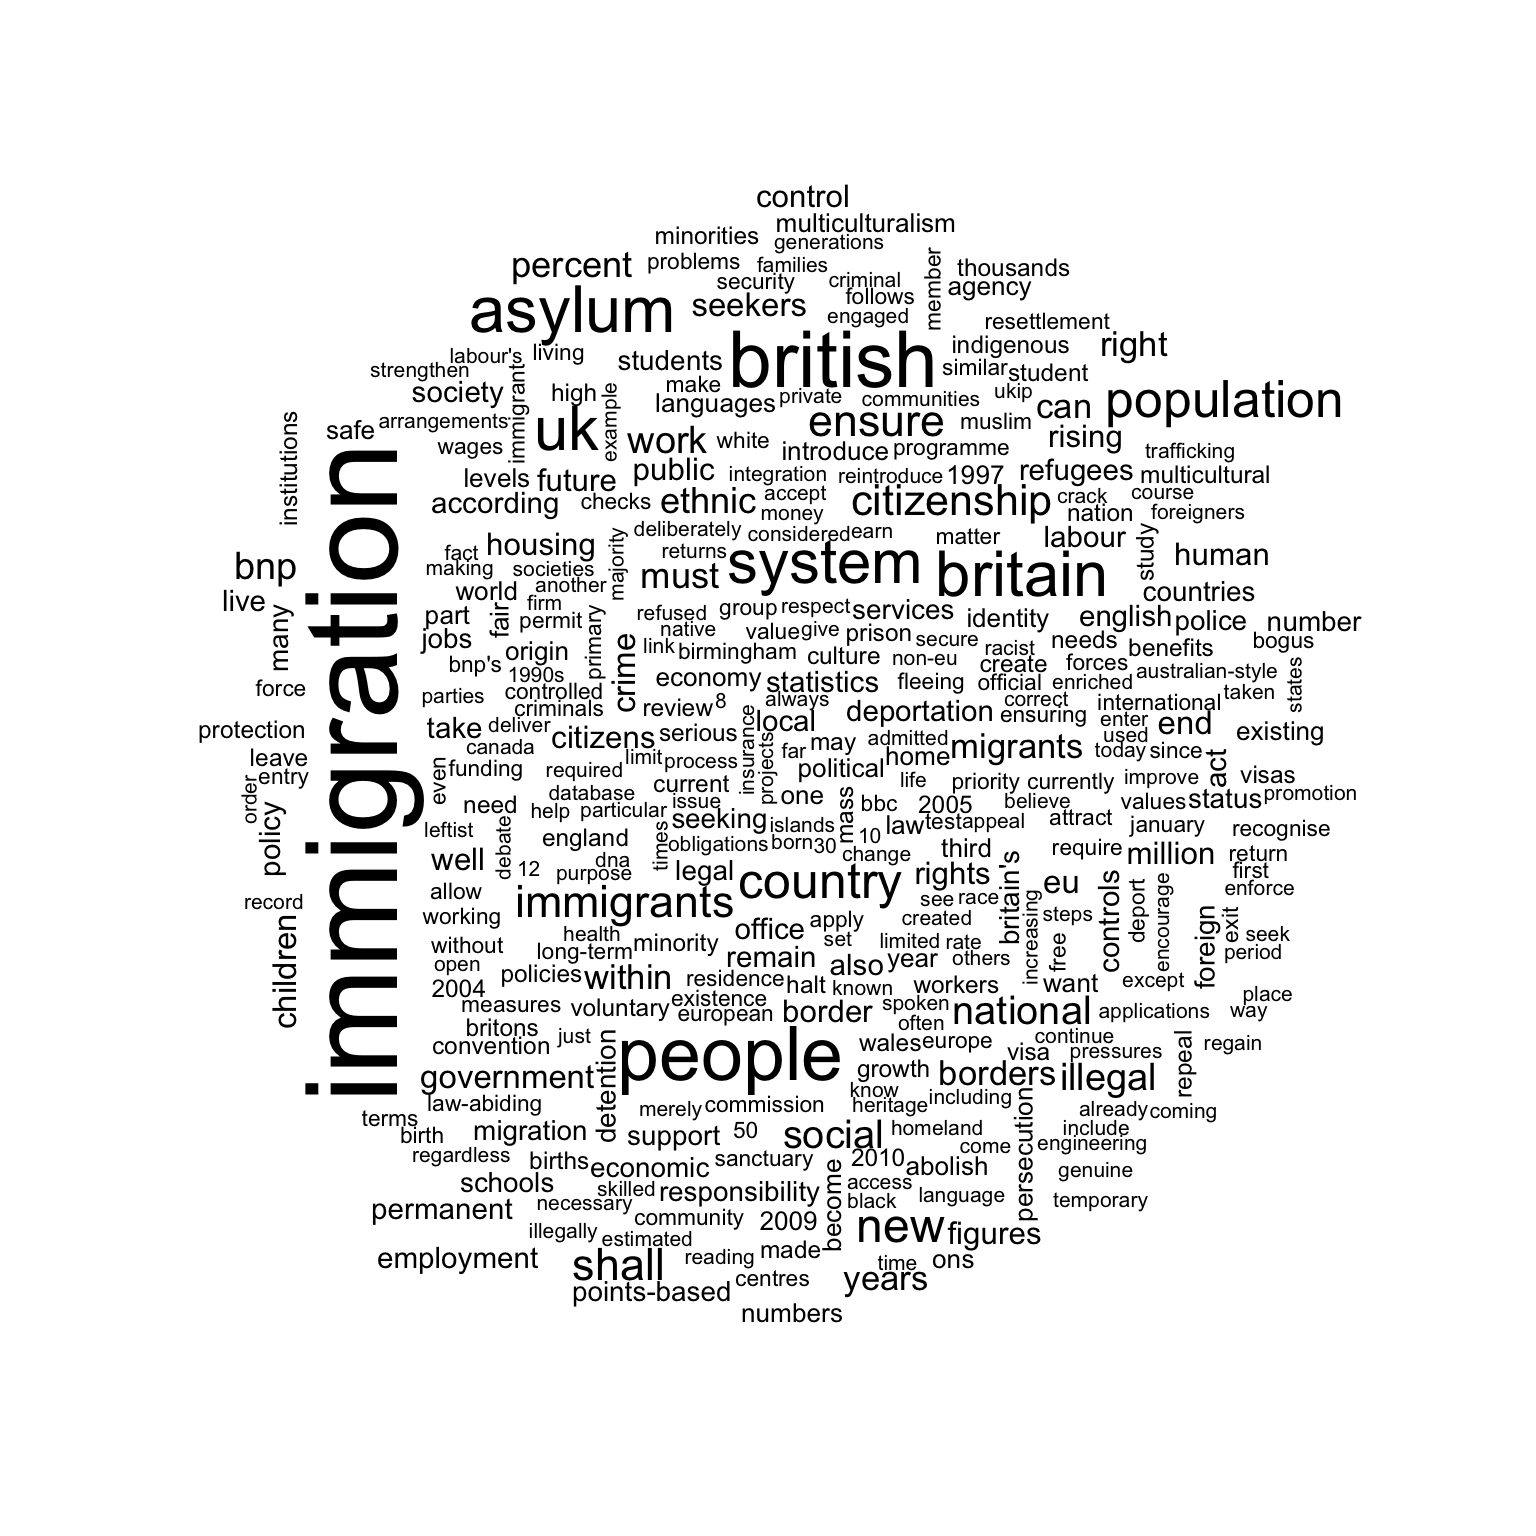 control
multiculturalism
minorities generations
percent problems families thousands
security criminal member agency
asylum seekers follows
engaged resettlement
british indigenous right
labour's living students similar student
strengthen make private communities ukip can population
society immigrants high example languages ensure muslim
institutions safe arrangements uk work white introduce programme rising trafficking
wages
levels future public integration reintroduce 1997 refugees multicultural
according checks ethnic accept citizenship crack course
money nation foreigners
deliberately considered earn matter labour study
fact housing majority returns system britain human
bnp making societies must countries
live world another
many part fair firm permit primary refused group respect services identity english police number
jobs native value give prison secure racist needs benefits bogus
origin crime link birmingham culture non-eu create forces australian-style states
force bnp's 1990s economy statistics fleeing official enriched taken
parties controlled review 8 always deportation correct international
criminals ensuring enter end existing
protection take deliver citizens serious insurance local far may admitted migrants used today since act
leave canada limit process projects political home
entry even funding required current life priority currently improve visas
order need database issue one mass bbc 2005 believe values status promotion
policy leftist debate help particular seeking islands 10 law test appeal attract january recognise
england times obligations born 30 change third require million return
well 12 dna purpose legal country rights britain's eu controls deport encourage first
record allow immigrants see race enforce
children working office apply created increasing steps foreign exit
without health long-term minority set limited rate others free seek
open policies within remain also year period
2004 residence halt known workers want except
immigration measures voluntary existence european border spoken national applications place
britons often way
convention just detention people wales europe continue repeal regain
government growth visa pressures
know borders illegal
law-abiding merely commission heritage including persecution already coming
terms birth migration support 50 social homeland include
regardless births economic sanctuary 2010 abolish come engineering
schools skilled responsibility become access genuine
permanent necessary community 2009 black language temporary
illegally estimated new figures
employment shall reading made time ons
points-based centres years
numbers